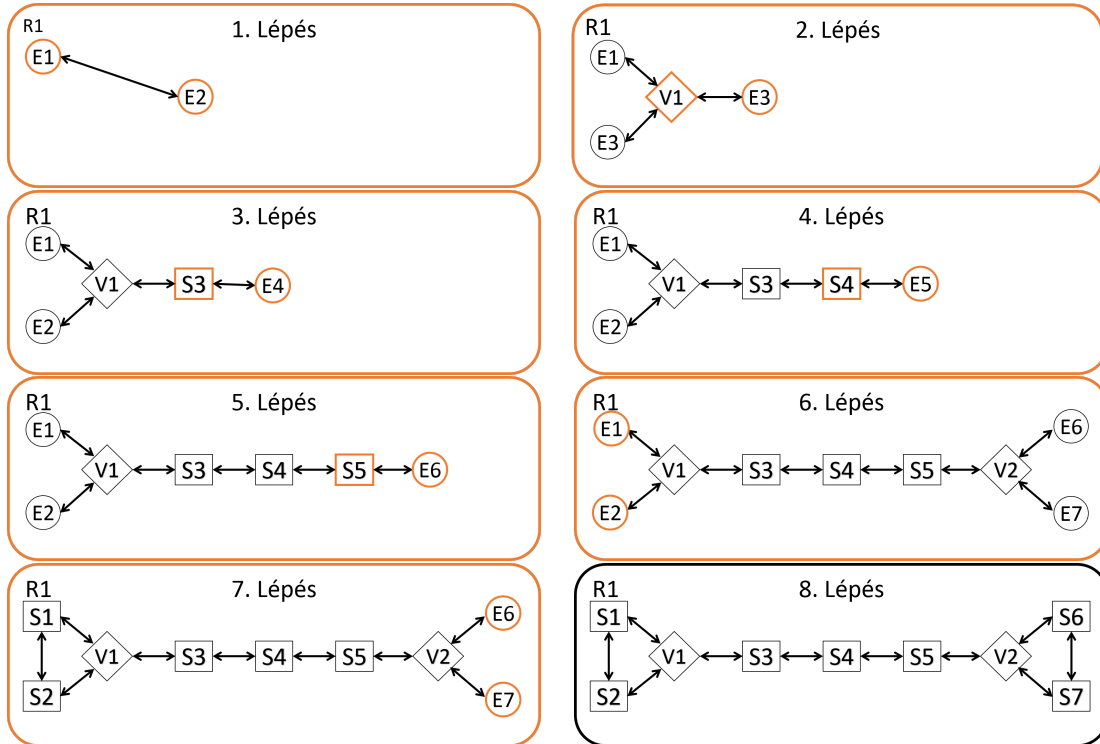 R1
1. Lépés
E1
E2
R1
2. Lépés
E1
V1
E3
E3
R1
3. Lépés
E1
V1
S3
E4
E2
R1
4. Lépés
E1
V1
S3
S4
E5
E2
R1
5. Lépés
E1
V1
S3
S4
S5
E6
E2
R1
6. Lépés
E1
E6
V1
S3
S4
S5
V2
E2
E7
R1
7. Lépés
S1
E6
V1
S3
S4
S5
V2
S2
E7
R1
8. Lépés
S1
S6
V1
S3
S4
S5
V2
S2
S7